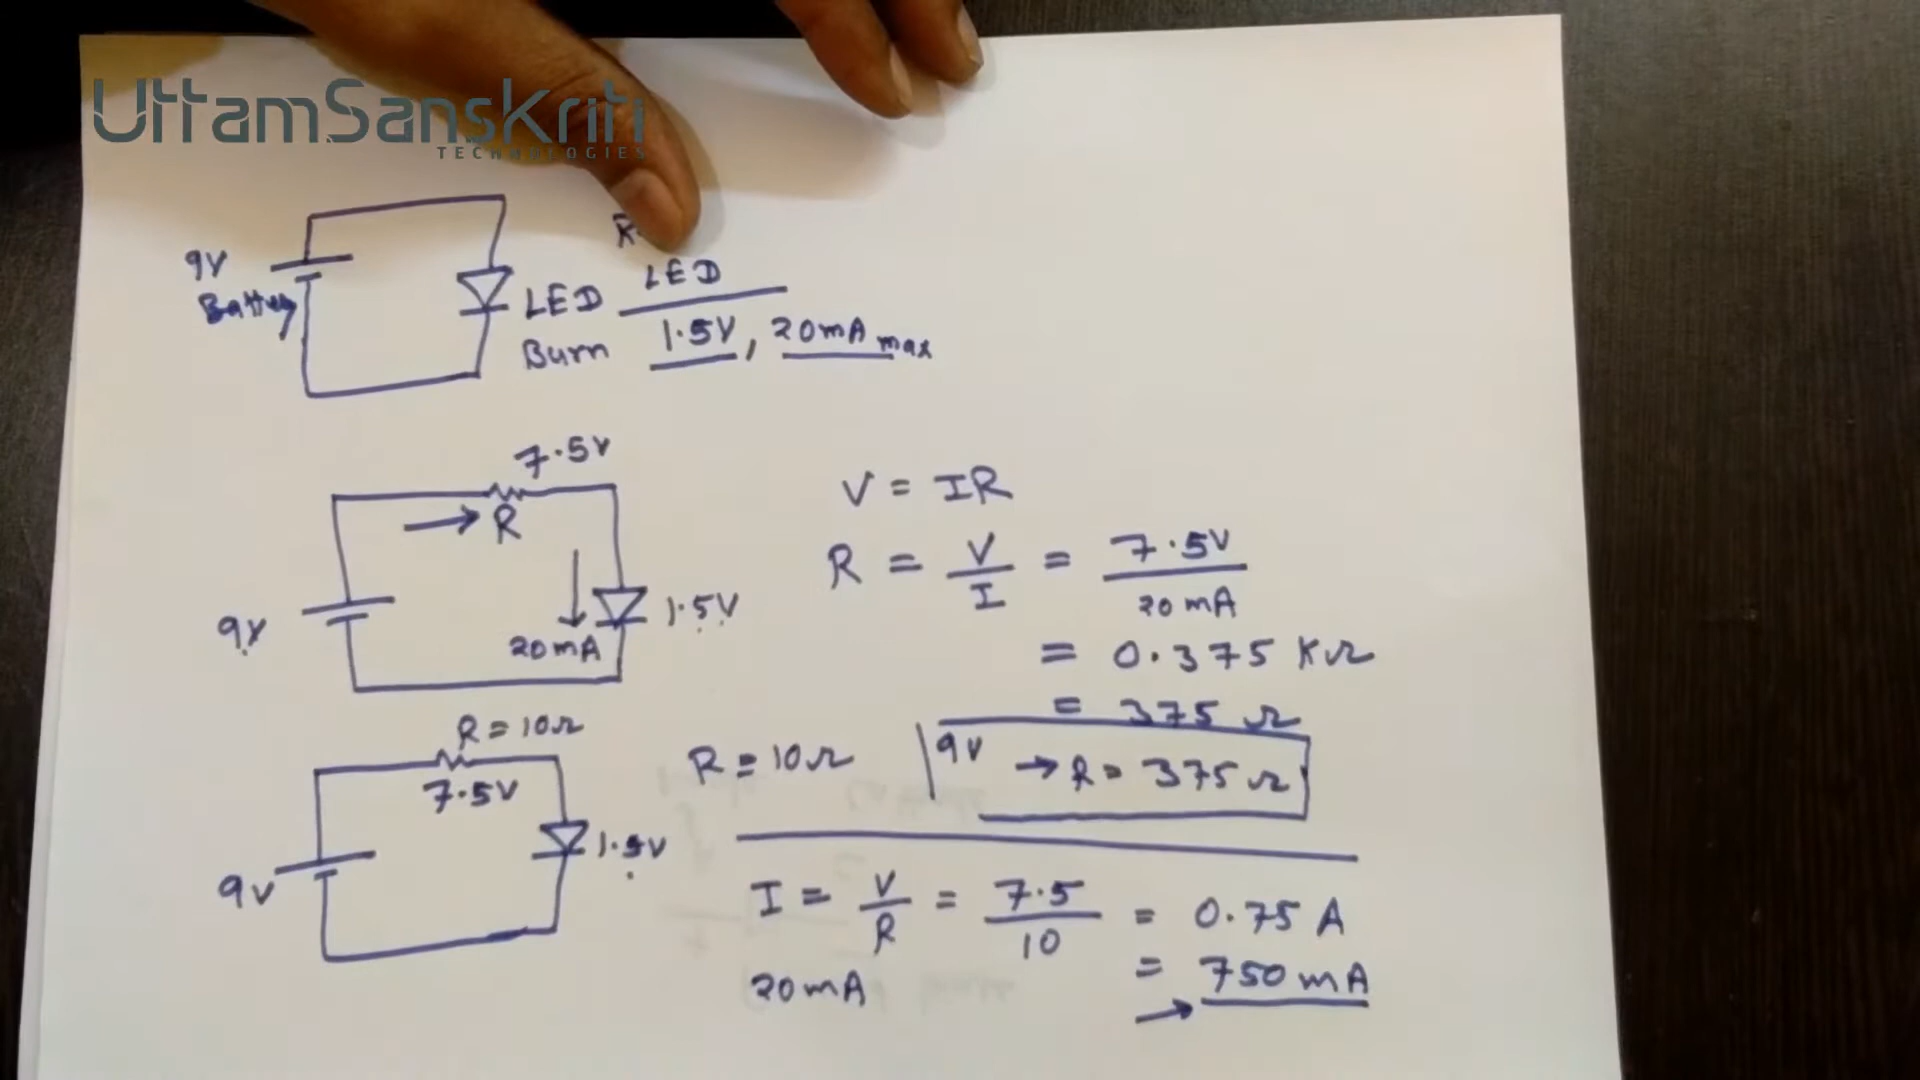 UttamSanskriti
TECHNOLOGIES
9V
Battery
LED
Burn
LED
1.5V, 20mA max
7.5V
R
9V
1.5V
20mA
V = IR
R = V/I = 7.5V/20mA
= 0.375 KΩ
= 375 Ω
9V → R = 375 Ω
R = 10Ω
7.5V
9V
1.5V
R = 10Ω
I = V/R = 7.5/10 = 0.75 A
= 750 mA
→
20mA